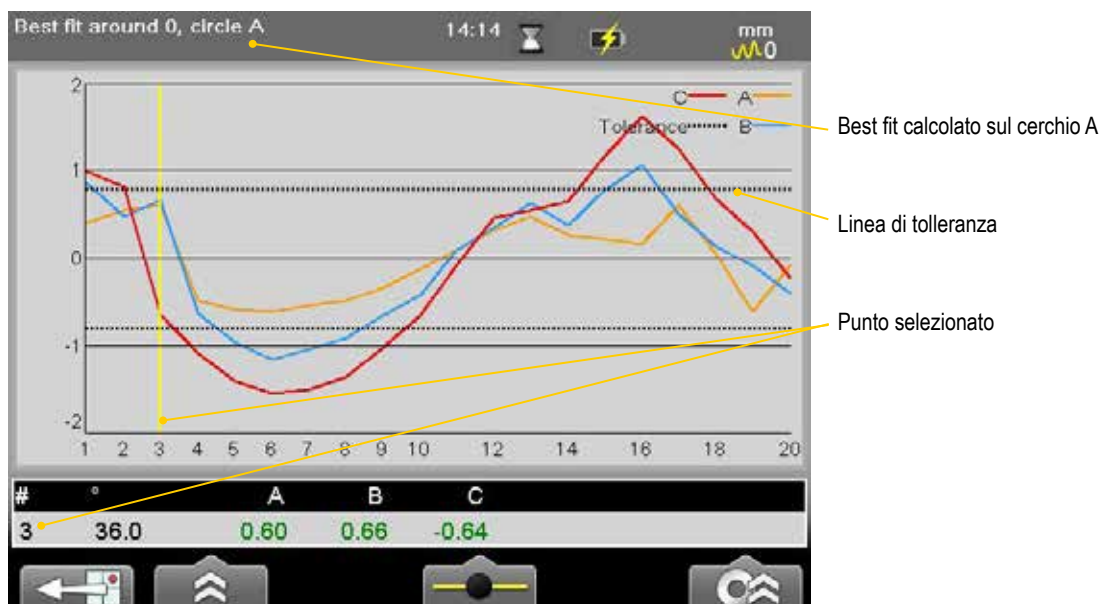 Best fit around 0, circle A 14:14 mm
0
2
C A
Tolerance B
1
0
-1
-2
1 2 3 4 5 6 7 8 9 10 12 14 16 18 20
# ° A B C
3 36.0 0.60 0.66 -0.64
Best fit calcolato sul cerchio A
Linea di tolleranza
Punto selezionato